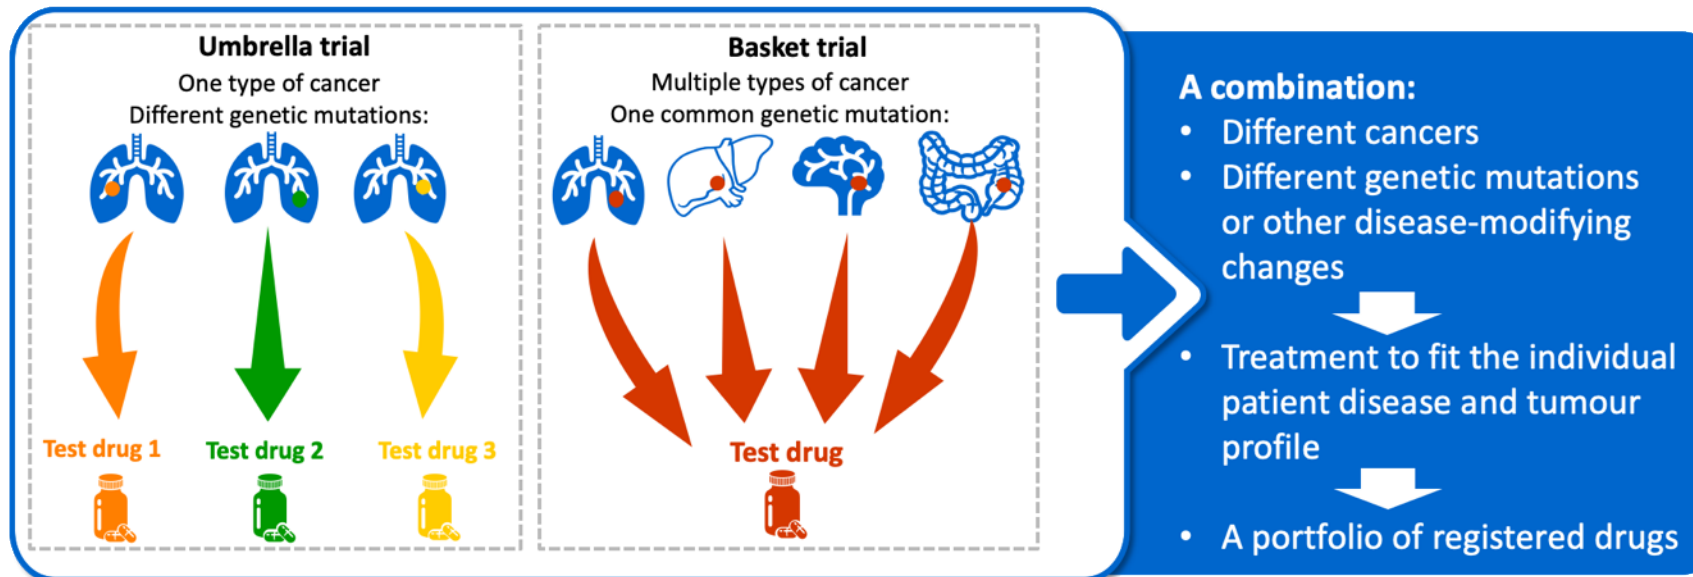 Umbrella trial
One type of cancer
Different genetic mutations:
Test drug 1
Test drug 2
Test drug 3
Basket trial
Multiple types of cancer
One common genetic mutation:
Test drug
A combination:
• Different cancers
• Different genetic mutations
or other disease-modifying
changes
• Treatment to fit the individual
patient disease and tumour
profile
• A portfolio of registered drugs